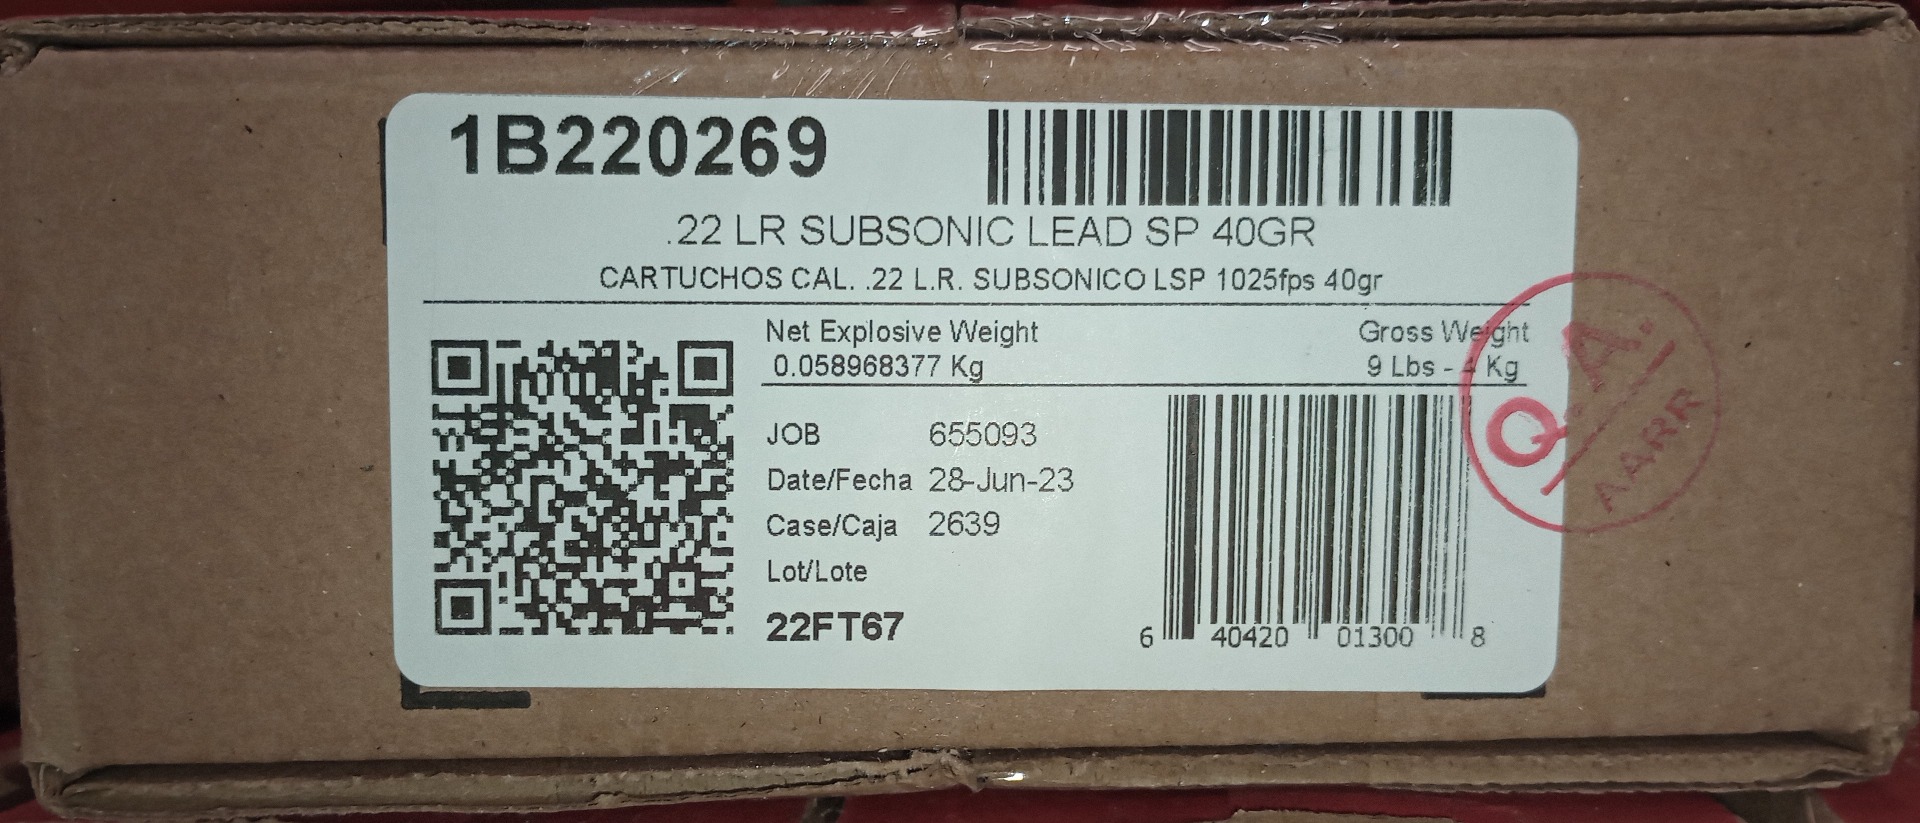 1B220269
.22 LR SUBSONIC LEAD SP 40GR
CARTUCHOS CAL. .22 L.R. SUBSONICO LSP 1025fps 40gr
Net Explosive Weight
0.058968377 Kg
Gross Weight
9 Lbs - 4 Kg
JOB 655093
Date/Fecha 28-Jun-23
Case/Caja 2639
Lot/Lote
22FT67
6 40420 01300 8
Q.A.
AARR